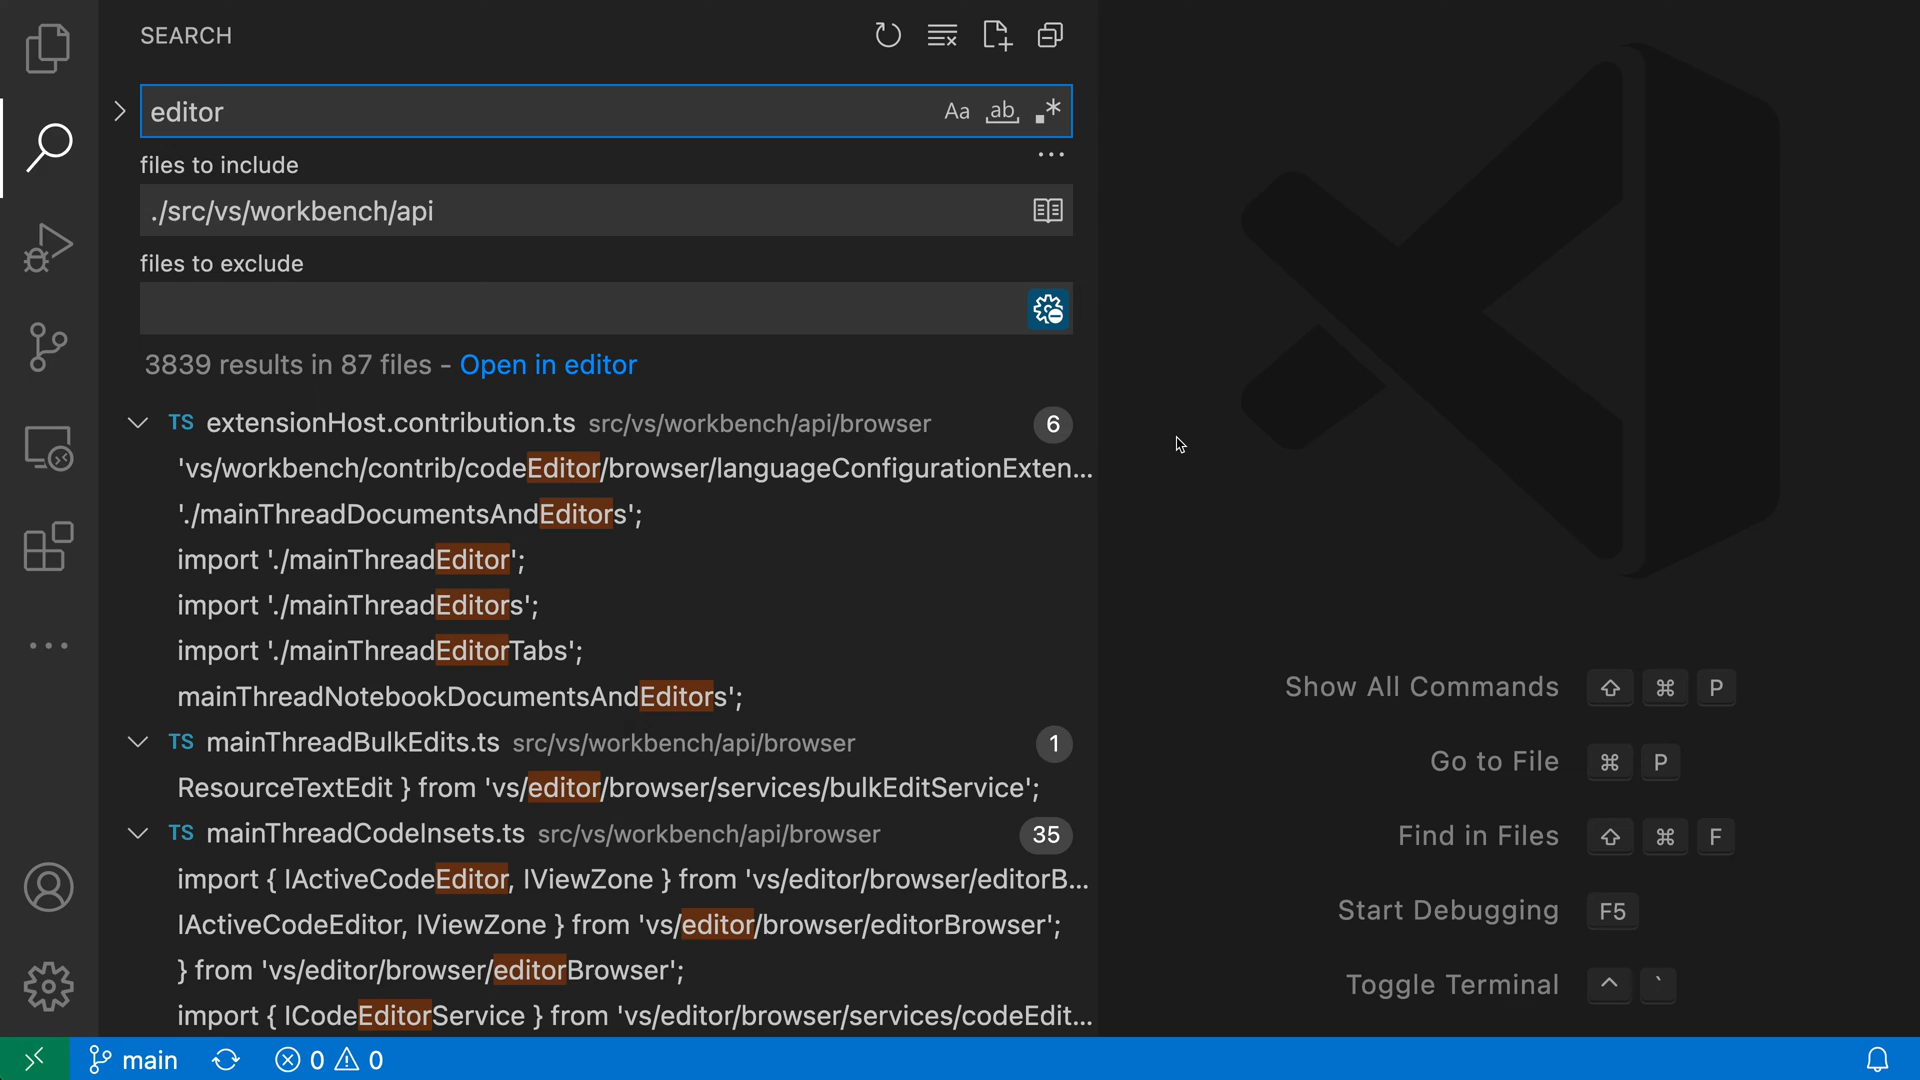 SEARCH
editor
Aa ab .*
files to include
...
./src/vs/workbench/api
files to exclude
3839 results in 87 files - Open in editor
TS extensionHost.contribution.ts src/vs/workbench/api/browser 6
'vs/workbench/contrib/codeEditor/browser/languageConfigurationExten...
'./mainThreadDocumentsAndEditors';
import './mainThreadEditor';
import './mainThreadEditors';
import './mainThreadEditorTabs';
mainThreadNotebookDocumentsAndEditors';
TS mainThreadBulkEdits.ts src/vs/workbench/api/browser 1
ResourceTextEdit } from 'vs/editor/browser/services/bulkEditService';
TS mainThreadCodeInsets.ts src/vs/workbench/api/browser 35
import { IActiveCodeEditor, IViewZone } from 'vs/editor/browser/editorB...
IActiveCodeEditor, IViewZone } from 'vs/editor/browser/editorBrowser';
} from 'vs/editor/browser/editorBrowser';
import { ICodeEditorService } from 'vs/editor/browser/services/codeEdit...
Show All Commands ⇧ ⌘ P
Go to File ⌘ P
Find in Files ⇧ ⌘ F
Start Debugging F5
Toggle Terminal ^ `
main 0 0